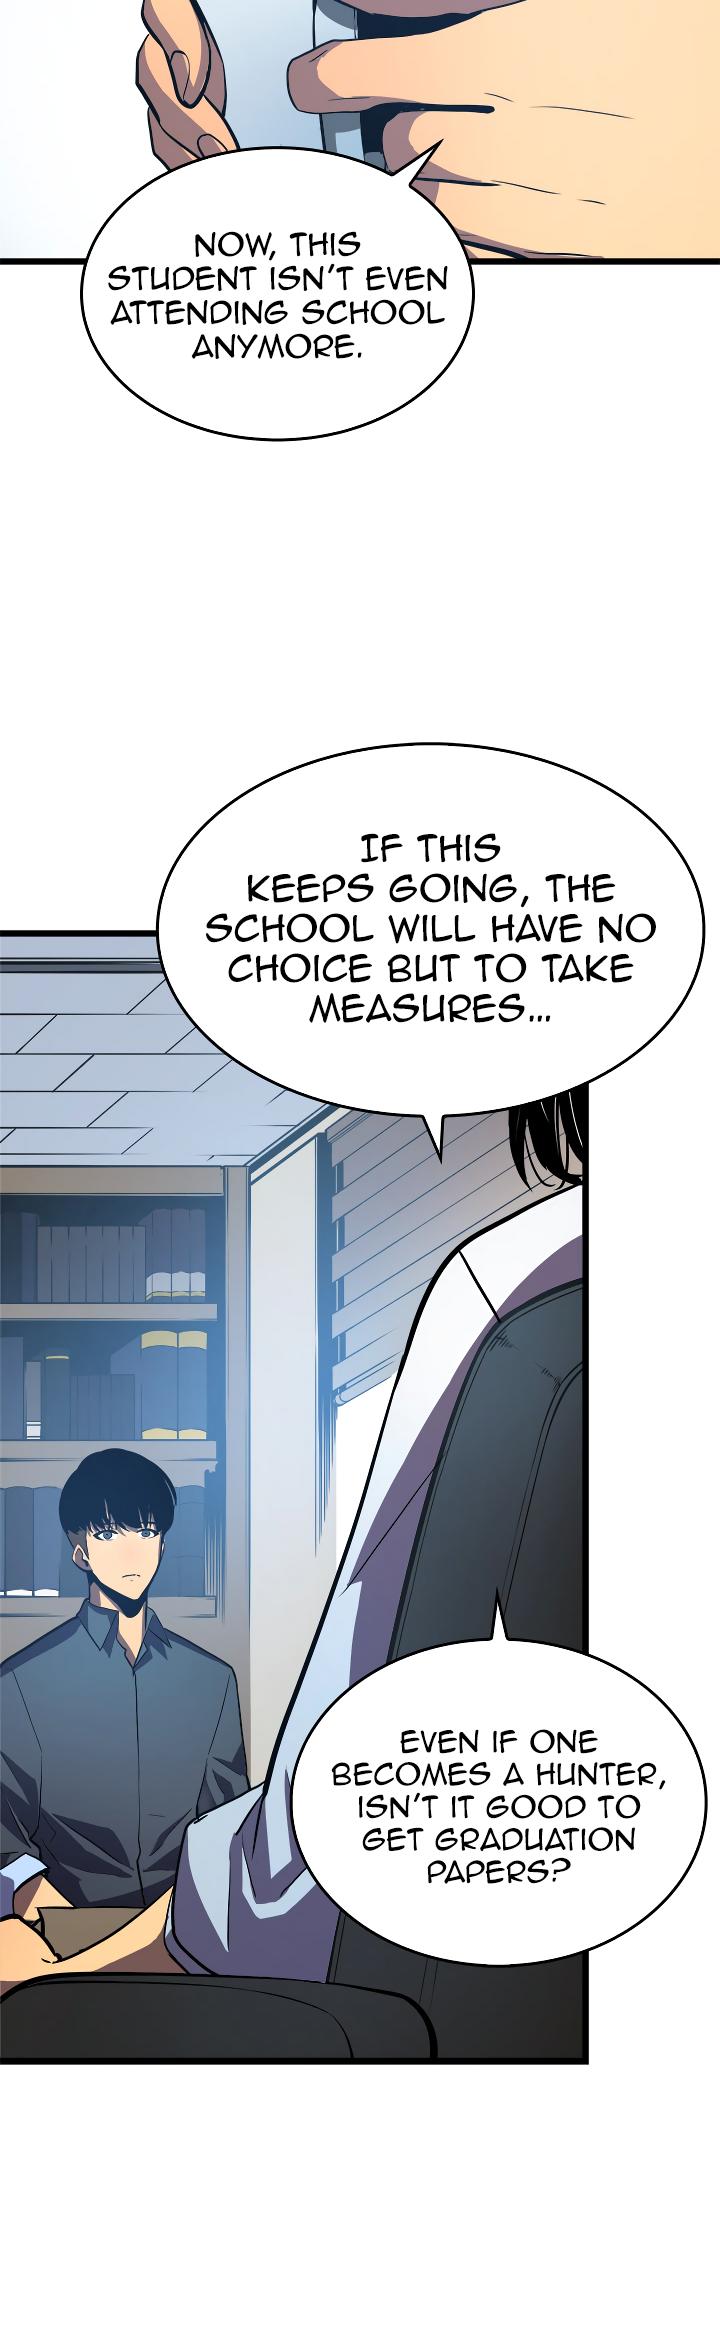 NOW, THIS
STUDENT ISN'T EVEN
ATTENDING SCHOOL
ANYMORE.
IF THIS
KEEPS GOING, THE
SCHOOL WILL HAVE NO
CHOICE BUT TO TAKE
MEASURES...
EVEN IF ONE
BECOMES A HUNTER,
ISN'T IT GOOD TO
GET GRADUATION
PAPERS?